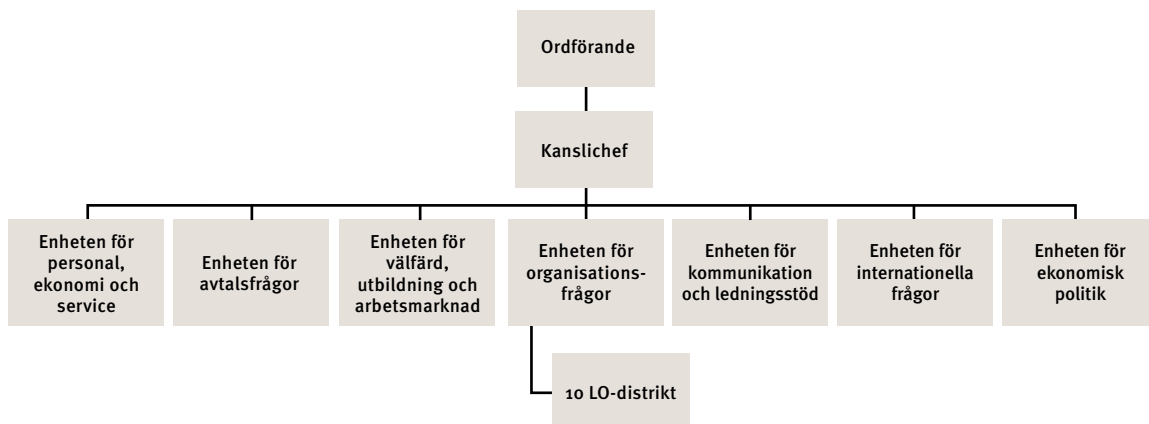 Ordförande
Kanslichef
Enheten för
personal,
ekonomi och
service
Enheten för
avtalsfrågor
Enheten för
välfärd,
utbildning och
arbetsmarknad
Enheten för
organisations-
frågor
Enheten för
kommunikation
och ledningsstöd
Enheten för
internationella
frågor
Enheten för
ekonomisk
politik
10 LO-distrikt